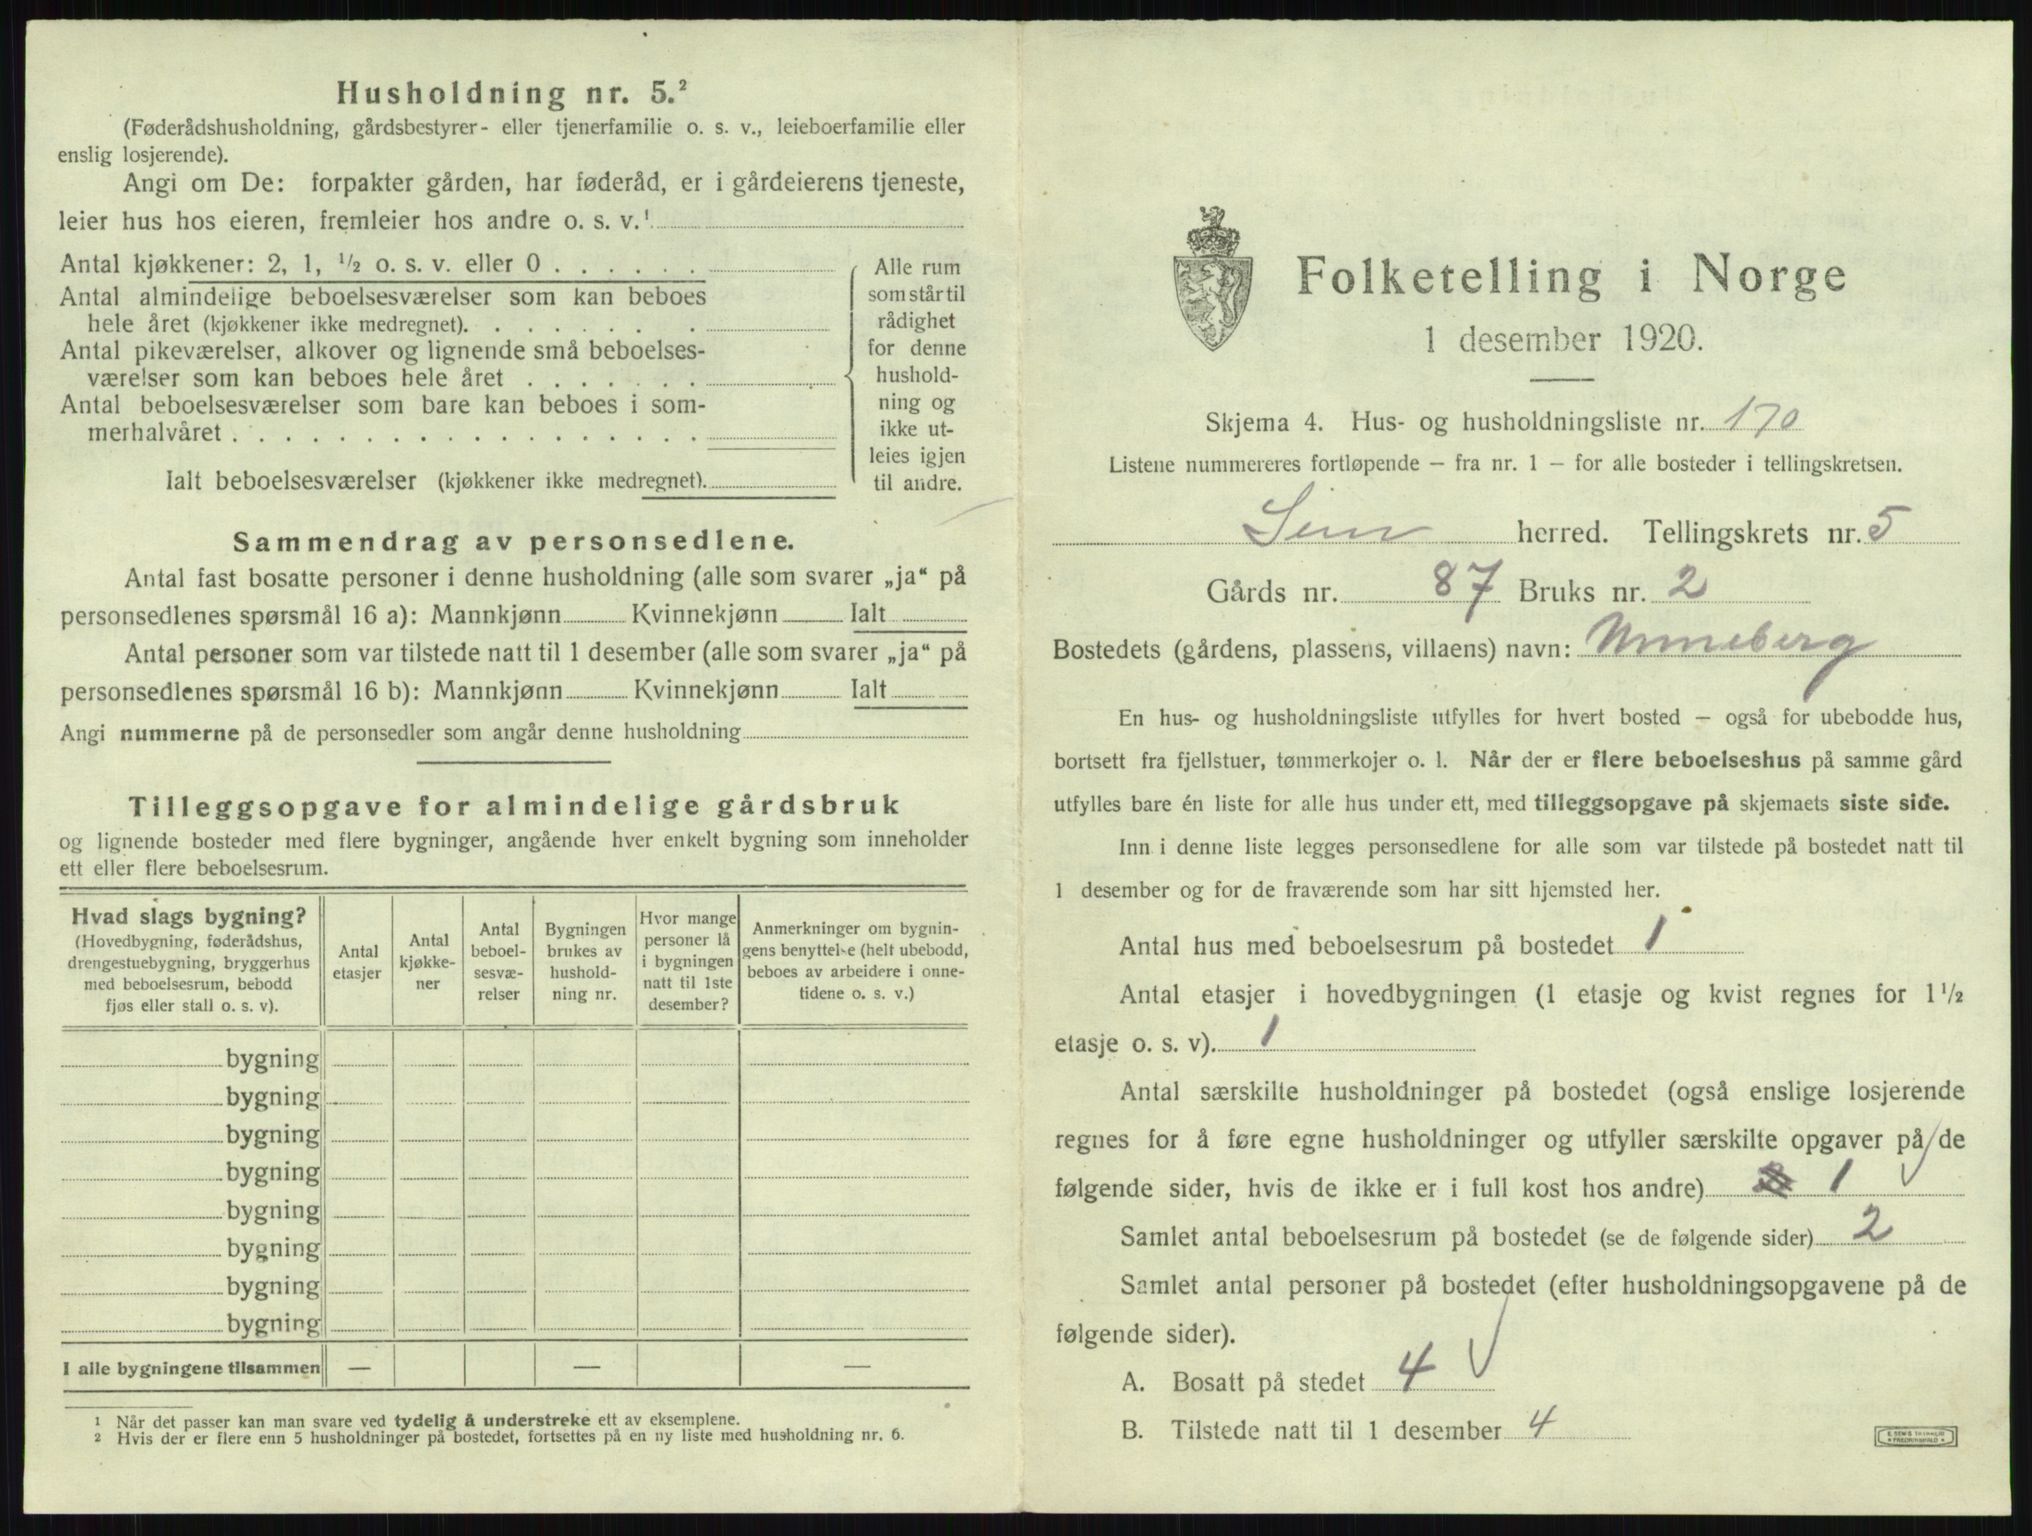 Husholdning nr. 5.²
(Føderådshusholdning, gårdsbestyrer- eller tjenerfamilie o. s. v., leieboerfamilie eller
enslig losjerende).
Angi om De: forpakter gården, har føderåd, er i gårdeierens tjeneste,
leier hus hos eieren, fremleier hos andre o. s. v.¹
Antal kjøkkener: 2, 1, ½ o. s. v. eller 0 . . . . . .
Antal almindelige beboelsesværelser som kan beboes
hele året (kjøkkener ikke medregnet). . . . . . . .
Antal pikeværelser, alkover og lignende små beboelses-
værelser som kan beboes hele året . . . . . . .
Antal beboelsesværelser som bare kan beboes i som-
merhalvåret . . . . . . . . . . . . . . . . . .
Ialt beboelsesværelser (kjøkkener ikke medregnet).
Alle rum
som står til
rådighet
for denne
hushold-
ning og
ikke ut-
leies igjen
til andre.
Sammendrag av personsedlene.
Antal fast bosatte personer i denne husholdning (alle som svarer „ja“ på
personsedlenes spørsmål 16 a): Mannkjønn Kvinnekjønn Ialt
Antal personer som var tilstede natt til 1 desember (alle som svarer „ja“ på
personsedlenes spørsmål 16 b): Mannkjønn Kvinnekjønn Ialt
Angi nummerne på de personsedler som angår denne husholdning
Tilleggsopgave for almindelige gårdsbruk
og lignende bosteder med flere bygninger, angående hver enkelt bygning som inneholder
ett eller flere beboelsesrum.
Hvad slags bygning?
(Hovedbygning, føderådshus,
drengestuebygning, bryggerhus
med beboelsesrum, bebodd
fjøs eller stall o. s. v).
Antal
etasjer
Antal
kjøkke-
ner
Antal
beboel-
sesvæ-
relser
Bygningen
brukes av
hushold-
ning nr.
Hvor mange
personer lå
i bygningen
natt til 1ste
desember?
Anmerkninger om bygnin-
gens benyttelse (helt ubebodd,
beboes av arbeidere i onne-
tidene o. s. v.)
bygning
bygning
bygning
bygning
bygning
bygning
bygning
bygning
I alle bygningene tilsammen — — —
1 Når det passer kan man svare ved tydelig å understreke ett av eksemplene.
2 Hvis der er flere enn 5 husholdninger på bostedet, fortsettes på en ny liste med husholdning nr. 6.
Folketelling i Norge
1 desember 1920.
Skjema 4. Hus- og husholdningsliste nr. 170
Listene nummereres fortløpende – fra nr. 1 – for alle bosteder i tellingskretsen.
Sem herred. Tellingskrets nr. 5
Gårds nr. 87 Bruks nr. 2
Bostedets (gårdens, plassens, villaens) navn: Unneberg
En hus- og husholdningsliste utfylles for hvert bosted – også for ubebodde hus,
bortsett fra fjellstuer, tømmerkojer o. l. Når der er flere beboelseshus på samme gård
utfylles bare én liste for alle hus under ett, med tilleggsopgave på skjemaets siste side.
Inn i denne liste legges personsedlene for alle som var tilstede på bostedet natt til
1 desember og for de fraværende som har sitt hjemsted her.
Antal hus med beboelsesrum på bostedet 1
Antal etasjer i hovedbygningen (1 etasje og kvist regnes for 1½
etasje o. s. v). 1
Antal særskilte husholdninger på bostedet (også enslige losjerende
regnes for å føre egne husholdninger og utfyller særskilte opgaver på de
følgende sider, hvis de ikke er i full kost hos andre) 1
Samlet antal beboelsesrum på bostedet (se de følgende sider) 2
Samlet antal personer på bostedet (efter husholdningsopgavene på de
følgende sider).
A. Bosatt på stedet 4
B. Tilstede natt til 1 desember 4